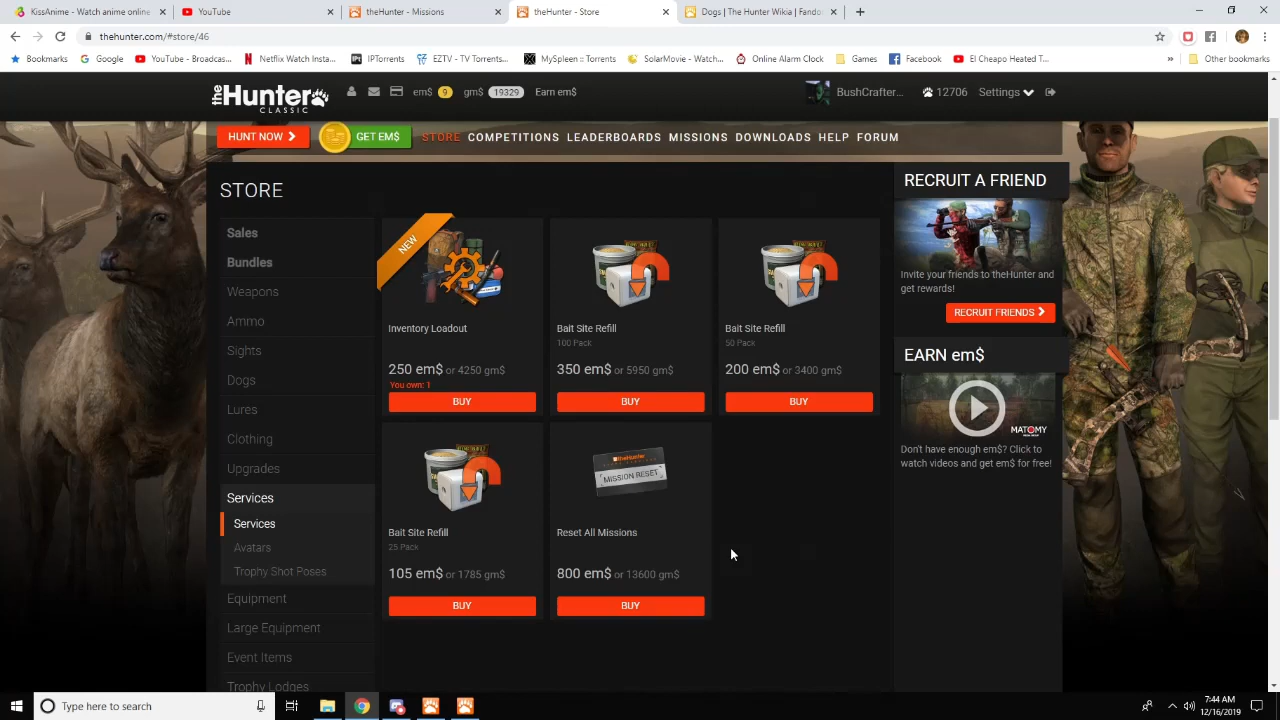 KissAnime - Watch anime online
YouTube
theHunter - Missions
theHunter - Store
Dogs | The Hunter Wikia | Fando
thehunter.com/#store/46
Bookmarks
Google
YouTube - Broadcas...
Netflix Watch Insta...
IPTorrents
EZTV - TV Torrents...
MySpleen :: Torrents
SolarMovie - Watch...
Online Alarm Clock
Games
Facebook
El Cheapo Heated T...
»
Other bookmarks
theHunter
CLASSIC
em$ 9
gm$ 19329
Earn em$
BushCrafter...
12706
Settings
HUNT NOW
GET EM$
STORE
COMPETITIONS
LEADERBOARDS
MISSIONS
DOWNLOADS
HELP
FORUM
STORE
Sales
Bundles
Weapons
Ammo
Sights
Dogs
Lures
Clothing
Upgrades
Services
Services
Avatars
Trophy Shot Poses
Equipment
Large Equipment
Event Items
Trophy Lodges
NEW
Inventory Loadout
250 em$ or 4250 gm$
You own: 1
BUY
Bait Site Refill
100 Pack
350 em$ or 5950 gm$
BUY
Bait Site Refill
50 Pack
200 em$ or 3400 gm$
BUY
Bait Site Refill
25 Pack
105 em$ or 1785 gm$
BUY
theHunter
MISSION RESET
Reset All Missions
800 em$ or 13600 gm$
BUY
RECRUIT A FRIEND
Invite your friends to theHunter and
get rewards!
RECRUIT FRIENDS
EARN em$
MATOMY
Don't have enough em$? Click to
watch videos and get em$ for free!
Type here to search
7:44 AM
12/16/2019